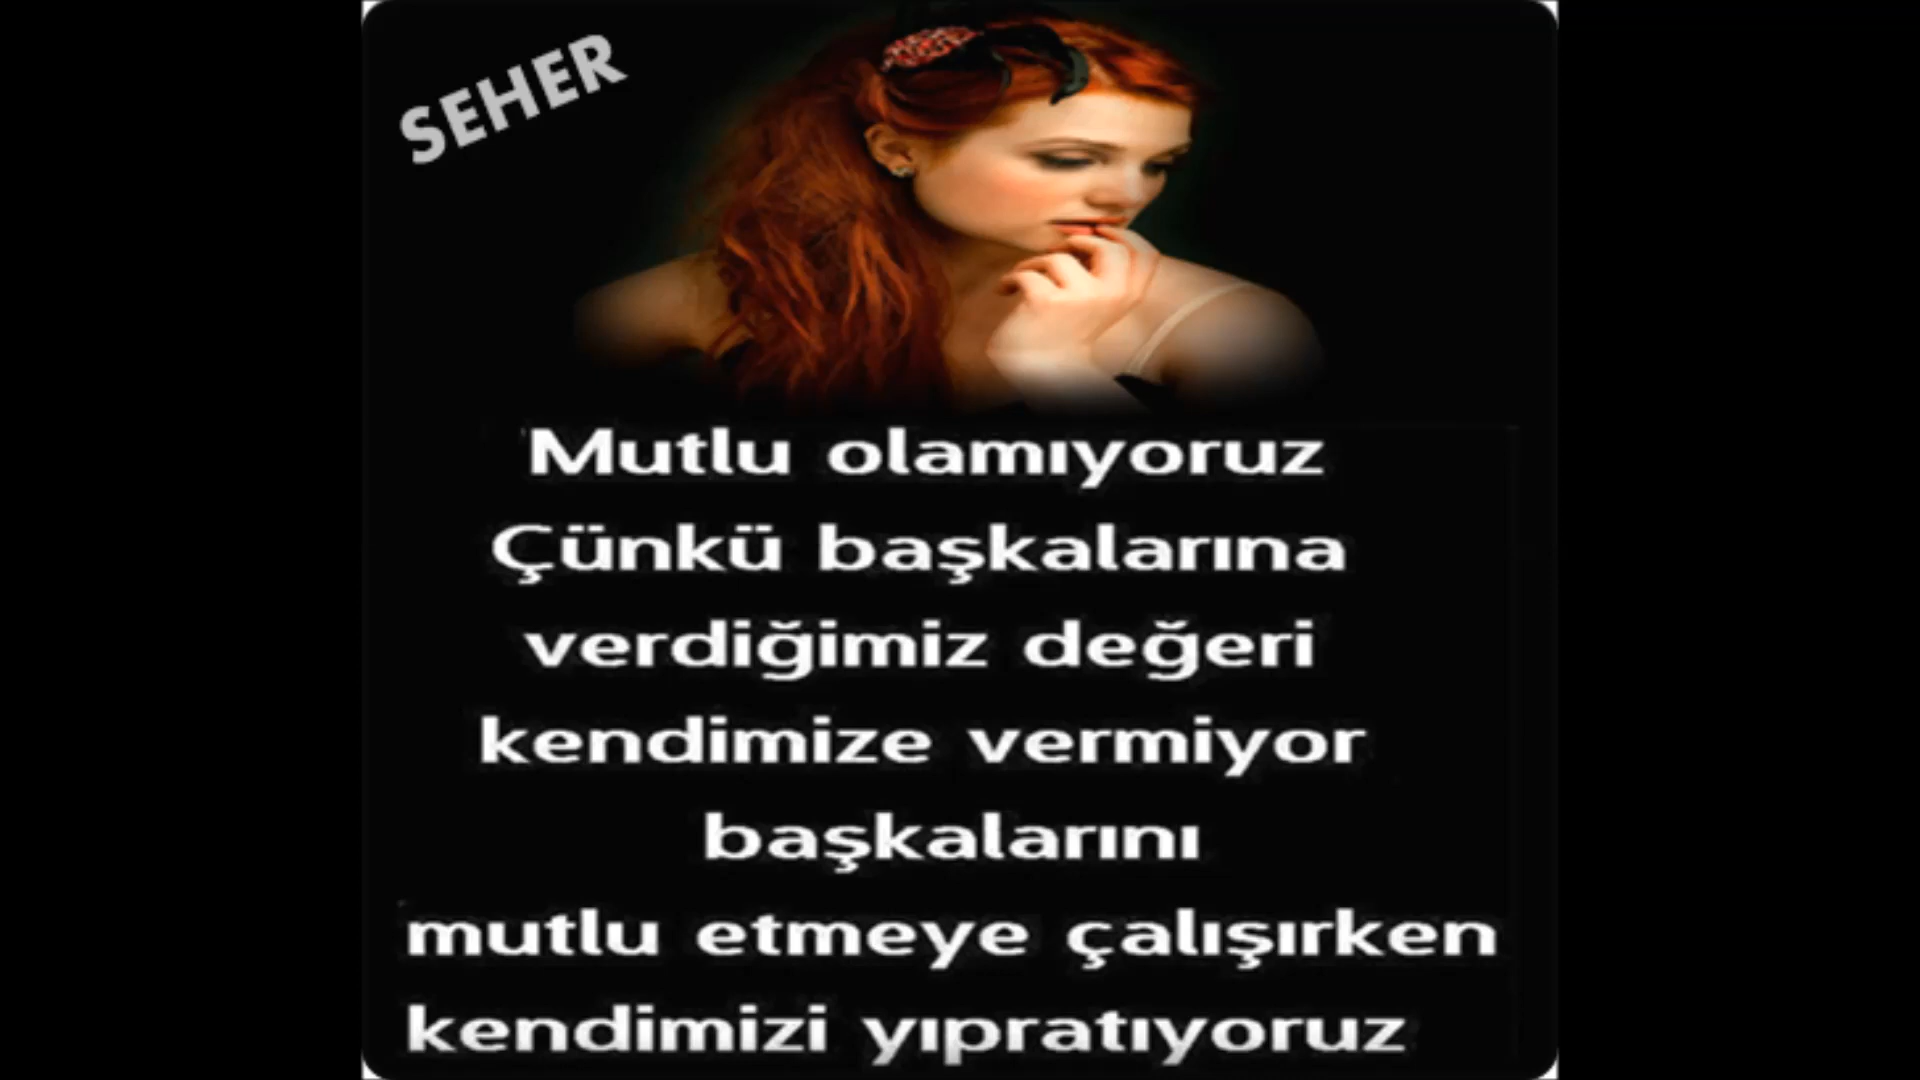 SEHER
Mutlu olamıyoruz
Çünkü başkalarına
verdiğimiz değeri
kendimize vermiyor
başkalarını
mutlu etmeye çalışırken
kendimizi yıpratıyoruz